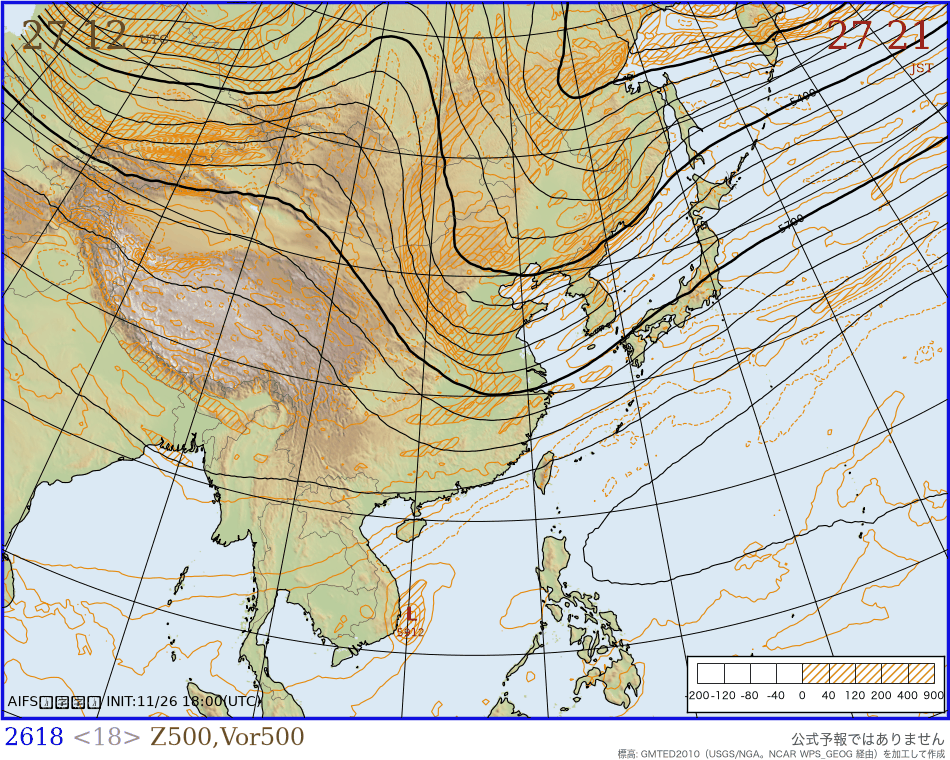 27 12 UTC
27 21
JST
5400
5700
L
5912
-200 -120 -80 -40 0 40 120 200 400 900
AIFS INIT:11/26 18:00(UTC)
2618 <18> Z500,Vor500
公式予報ではありません
標高: GMTED2010（USGS/NGA。NCAR WPS_GEOG 経由）を加工して作成